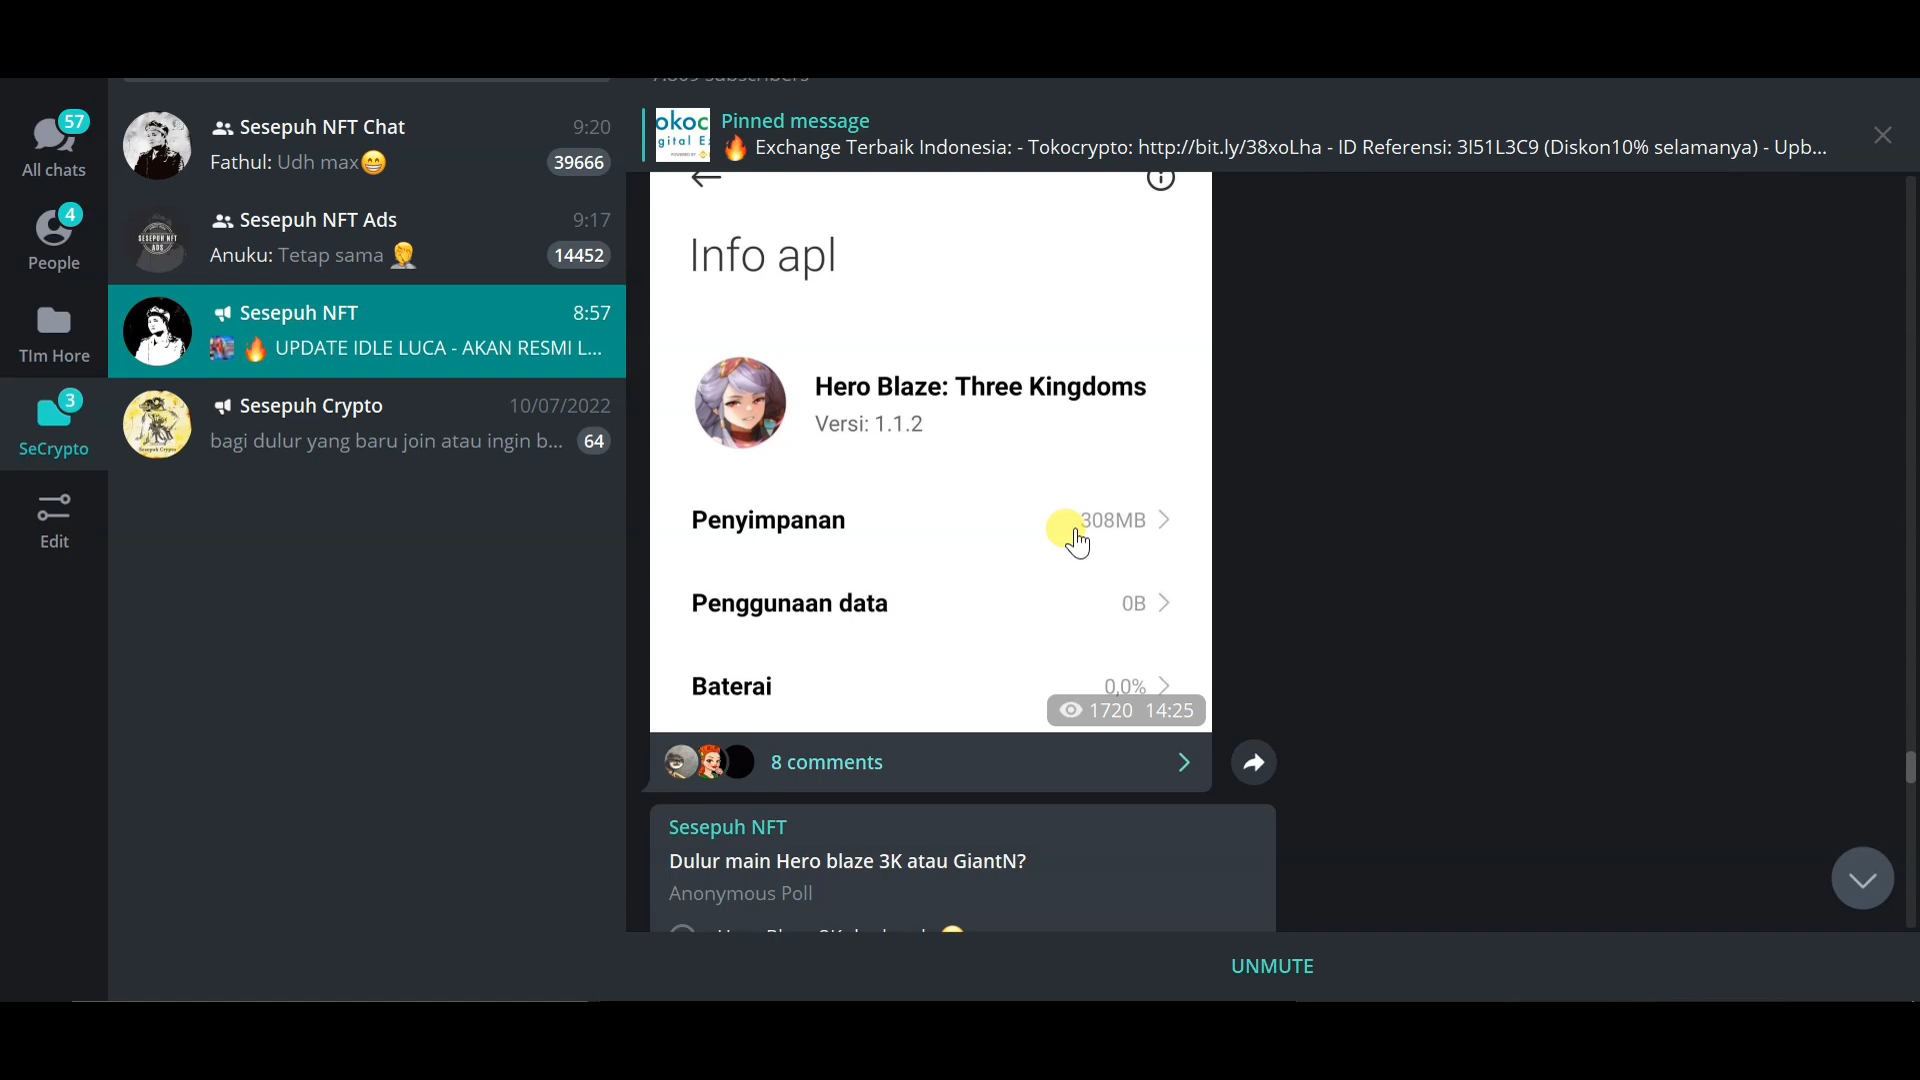 57
All chats
4
People
TIm Hore
3
SeCrypto
Edit
Sesepuh NFT Chat 9:20
Fathul: Udh max😁 39666
Sesepuh NFT Ads 9:17
Anuku: Tetap sama 🤦 14452
Sesepuh NFT 8:57
🔥 UPDATE IDLE LUCA - AKAN RESMI L...
Sesepuh Crypto 10/07/2022
bagi dulur yang baru join atau ingin b... 64
Pinned message
🔥 Exchange Terbaik Indonesia: - Tokocrypto: http://bit.ly/38xoLha - ID Referensi: 3I51L3C9 (Diskon10% selamanya) - Upb...
Info apl
Hero Blaze: Three Kingdoms
Versi: 1.1.2
Penyimpanan 308MB
Penggunaan data 0B
Baterai 0,0%
1720 14:25
8 comments
Sesepuh NFT
Dulur main Hero blaze 3K atau GiantN?
Anonymous Poll
UNMUTE